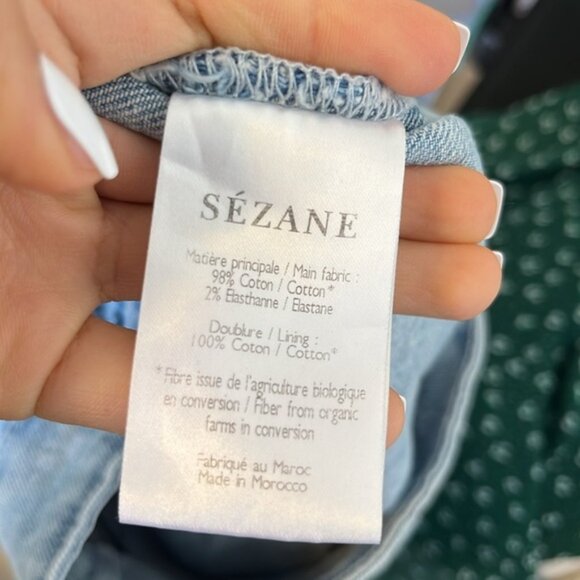 SÉZANE
Matière principale / Main fabric :
98% Coton / Cotton*
2% Elasthanne / Elastane
Doublure / Lining :
100% Coton / Cotton*
*Fibre issue de l'agriculture biologique
en conversion / Fiber from organic
farms in conversion
Fabriqué au Maroc
Made in Morocco